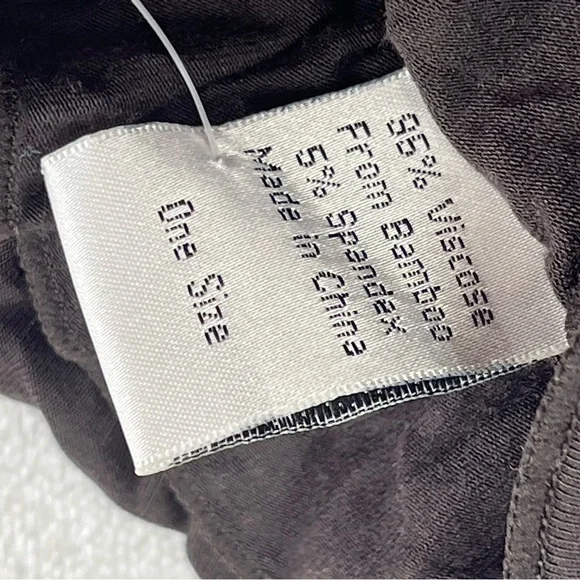 95% Viscose
From Bamboo
5% Spandex
Made in China
One Size